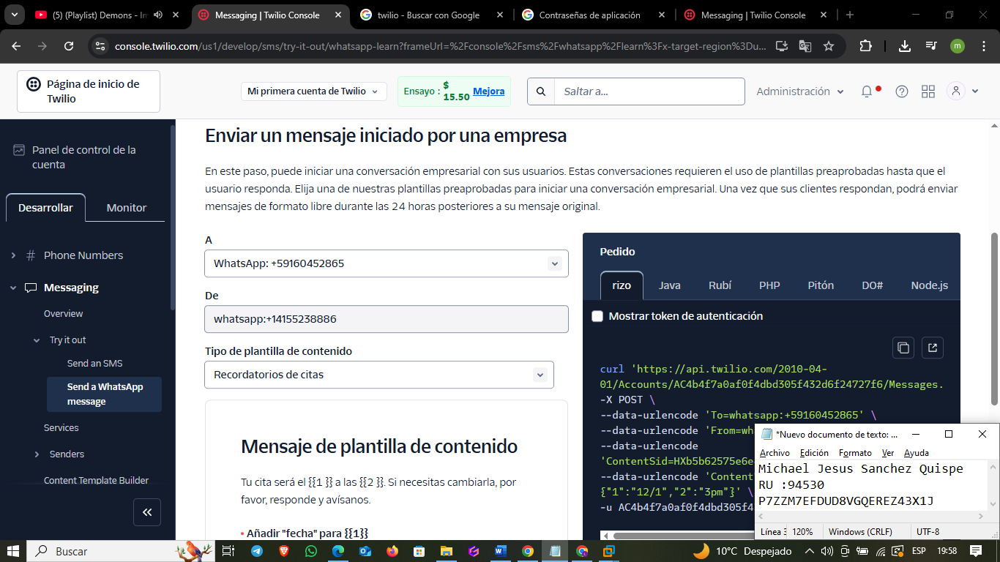 (5) (Playlist) Demons - Im
Messaging | Twilio Console
twilio - Buscar con Google
Contraseñas de aplicación
Messaging | Twilio Console
console.twilio.com/us1/develop/sms/try-it-out/whatsapp-learn?frameUrl=%2Fconsole%2Fsms%2Fwhatsapp%2Flearn%3Fx-target-region%3Du...
m
Página de inicio de
Twilio
Mi primera cuenta de Twilio
Ensayo :
$
15.50
Mejora
Saltar a...
Administración
Panel de control de la
cuenta
Desarrollar
Monitor
Phone Numbers
Messaging
Overview
Try it out
Send an SMS
Send a WhatsApp
message
Services
Senders
Content Template Builder
Enviar un mensaje iniciado por una empresa
En este paso, puede iniciar una conversación empresarial con sus usuarios. Estas conversaciones requieren el uso de plantillas preaprobadas hasta que el
usuario responda. Elija una de nuestras plantillas preaprobadas para iniciar una conversación empresarial. Una vez que sus clientes respondan, podrá enviar
mensajes de formato libre durante las 24 horas posteriores a su mensaje original.
A
WhatsApp: +59160452865
De
whatsapp:+14155238886
Tipo de plantilla de contenido
Recordatorios de citas
Mensaje de plantilla de contenido
Tu cita será el {{1 }} a las {{2 }}. Si necesitas cambiarla, por
favor, responde y avísanos.
• Añadir "fecha" para {{1}}
Pedido
rizo
Java
Rubí
PHP
Pitón
DO#
Node.js
Mostrar token de autenticación
curl 'https://api.twilio.com/2010-04-
01/Accounts/AC4b4f7a0af0f4dbd305f432d6f24727f6/Messages.
-X POST \
--data-urlencode 'To=whatsapp:+59160452865' \
--data-urlencode 'From=wh
--data-urlencode
'ContentSid=HXb5b62575e6e
--data-urlencode 'Content
{"1":"12/1","2":"3pm"}' \
-u AC4b4f7a0af0f4dbd305f4
*Nuevo documento de texto: ...
Archivo Edición Formato Ver Ayuda
Michael Jesus Sanchez Quispe
RU :94530
P7ZZM7EFDUD8VGQEREZ43X1J
Línea 3
120%
Windows (CRLF)
UTF-8
Buscar
10°C Despejado
ESP
19:58